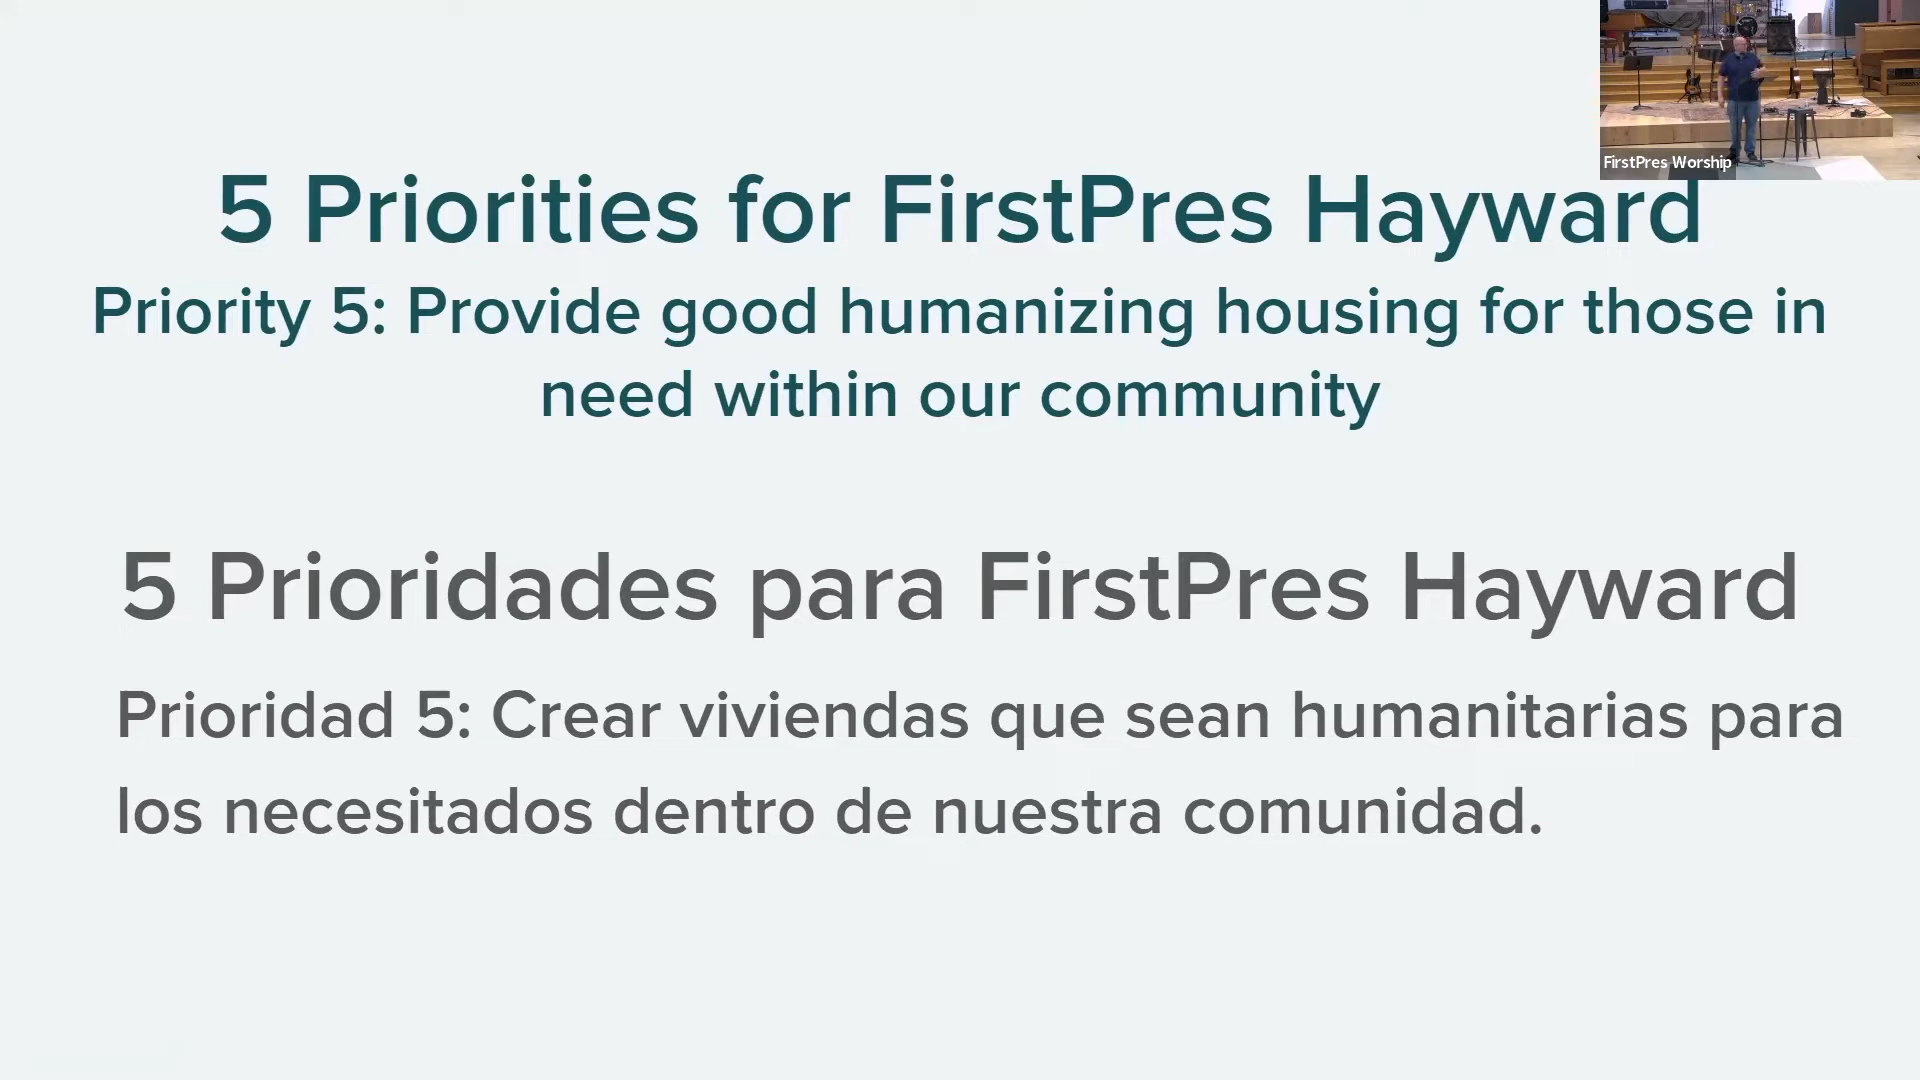 FirstPres Worship
5 Priorities for FirstPres Hayward
Priority 5: Provide good humanizing housing for those in
need within our community
5 Prioridades para FirstPres Hayward
Prioridad 5: Crear viviendas que sean humanitarias para
los necesitados dentro de nuestra comunidad.